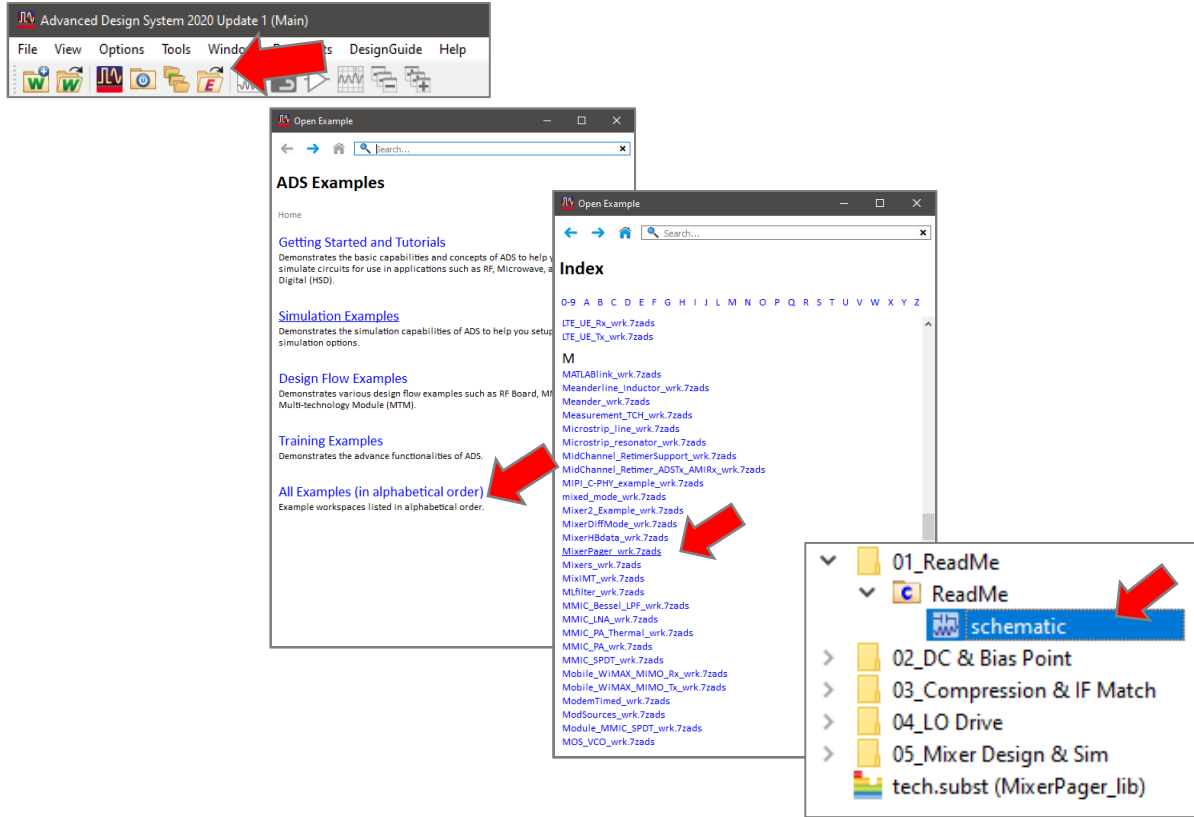 Advanced Design System 2020 Update 1 (Main)
File View Options Tools DesignGuide Help
Open Example
Search...
ADS Examples
Home
Getting Started and Tutorials
Demonstrates the basic capabilities and concepts of ADS to help
simulate circuits for use in applications such as RF, Microwave,
Digital (HSD).
Simulation Examples
Demonstrates the simulation capabilities of ADS to help you setup
simulation options.
Design Flow Examples
Demonstrates various design flow examples such as RF Board,
Multi-technology Module (MTM).
Training Examples
Demonstrates the advance functionalities of ADS.
All Examples (in alphabetical order)
Example workspaces listed in alphabetical order.
Open Example
Search...
Index
0-9 A B C D E F G H I J L M N O P Q R S T U V W X Y Z
LTE_UE_Rx_wrk.7zads
LTE_UE_Tx_wrk.7zads
M
MATLABlink_wrk.7zads
Meanderline_Inductor_wrk.7zads
Meander_wrk.7zads
Measurement_TCH_wrk.7zads
Microstrip_line_wrk.7zads
Microstrip_resonator_wrk.7zads
MidChannel_RetimerSupport_wrk.7zads
MidChannel_Retimer_ADSTx_AMIRx_wrk.7zads
MIPI_C-PHY_example_wrk.7zads
mixed_mode_wrk.7zads
Mixer2_Example_wrk.7zads
MixerDiffMode_wrk.7zads
MixerHBdata_wrk.7zads
MixerPager_wrk.7zads
Mixers_wrk.7zads
MixIMT_wrk.7zads
MLfilter_wrk.7zads
MMIC_Bessel_LPF_wrk.7zads
MMIC_LNA_wrk.7zads
MMIC_PA_Thermal_wrk.7zads
MMIC_PA_wrk.7zads
MMIC_SPDT_wrk.7zads
Mobile_WiMAX_MIMO_Rx_wrk.7zads
Mobile_WiMAX_MIMO_Tx_wrk.7zads
ModemTimed_wrk.7zads
ModSources_wrk.7zads
Module_MMIC_SPDT_wrk.7zads
MOS_VCO_wrk.7zads
01_ReadMe
ReadMe
schematic
02_DC & Bias Point
03_Compression & IF Match
04_LO Drive
05_Mixer Design & Sim
tech.subst (MixerPager_lib)